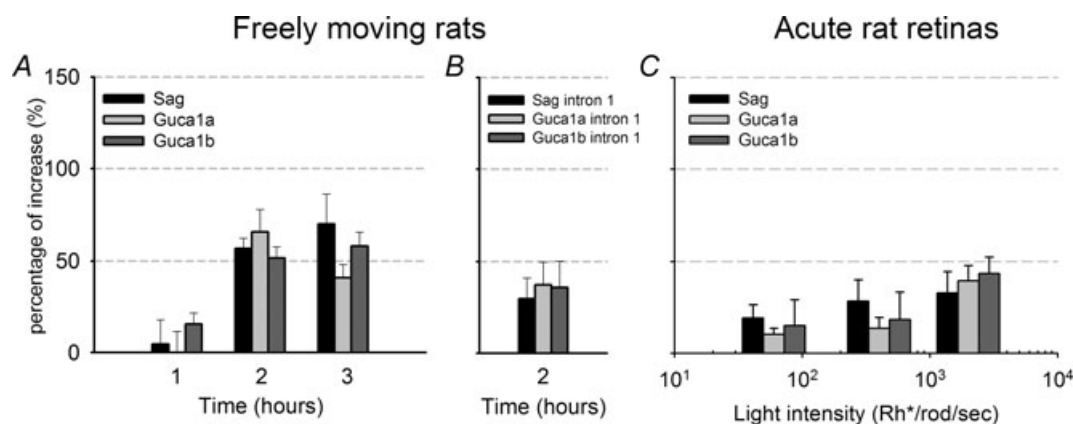 Freely moving rats
Acute rat retinas
A
B
C
percentage of increase (%)
150
100
50
0
Sag
Guca1a
Guca1b
1
2
3
Time (hours)
Sag intron 1
Guca1a intron 1
Guca1b intron 1
2
Time (hours)
Sag
Guca1a
Guca1b
10¹
10²
10³
10⁴
Light intensity (Rh*/rod/sec)